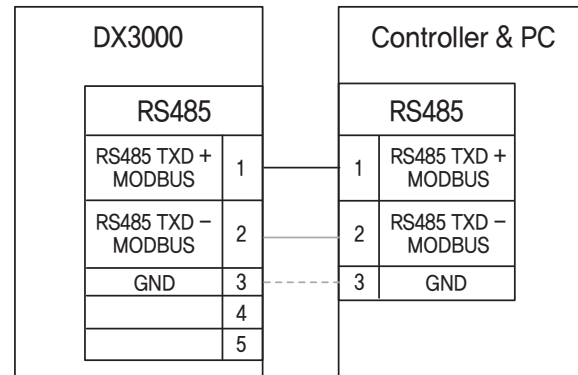 DX3000
Controller & PC
RS485
RS485
RS485 TXD +
MODBUS
1
1
RS485 TXD +
MODBUS
RS485 TXD −
MODBUS
2
2
RS485 TXD −
MODBUS
GND
3
3
GND
4
5